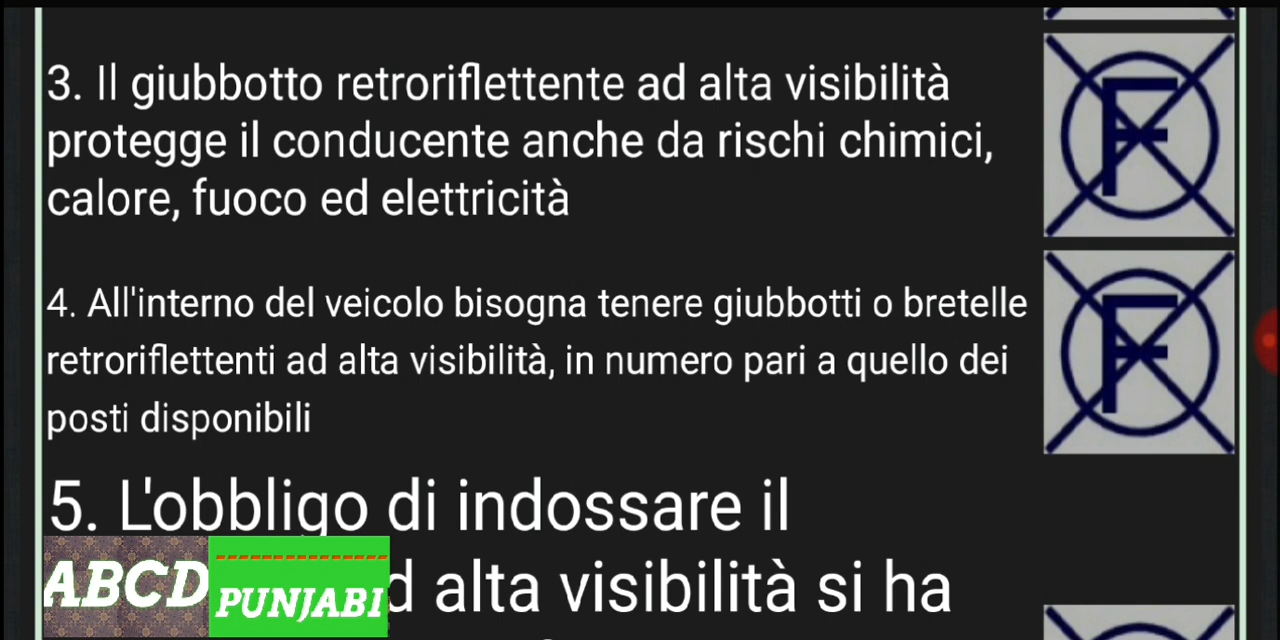 3. Il giubbotto retroriflettente ad alta visibilità
protegge il conducente anche da rischi chimici,
calore, fuoco ed elettricità
F
4. All'interno del veicolo bisogna tenere giubbotti o bretelle
retroriflettenti ad alta visibilità, in numero pari a quello dei
posti disponibili
F
5. L'obbligo di indossare il
alta visibilità si ha
ABCD PUNJABI